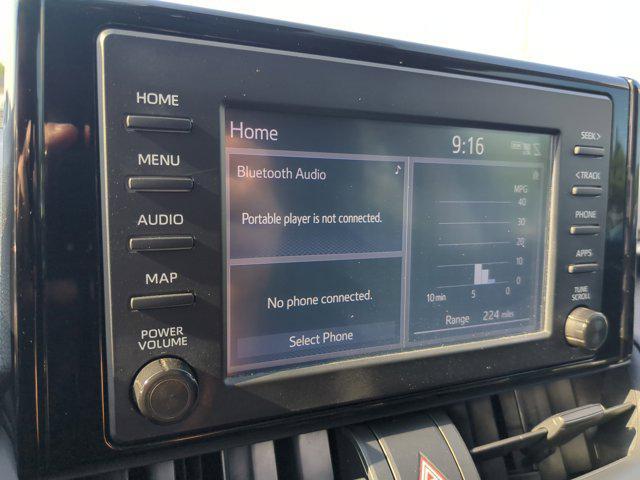 HOME
MENU
AUDIO
MAP
POWER
VOLUME
Home
9:16
Bluetooth Audio
Portable player is not connected.
No phone connected.
Select Phone
MPG
40
30
20
10
0
10 min 5 0
Range 224 miles
SEEK>
<TRACK
PHONE
APPS
TUNE
SCROLL